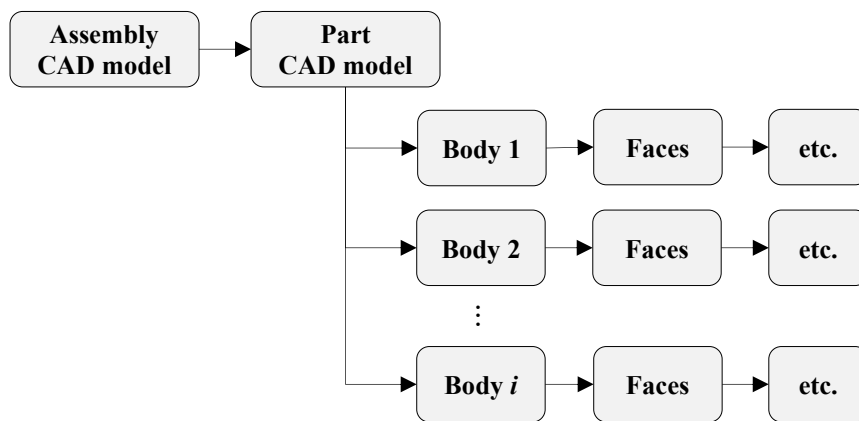 Assembly
CAD model
Part
CAD model
Body 1
Faces
etc.
Body 2
Faces
etc.
⋮
Body i
Faces
etc.